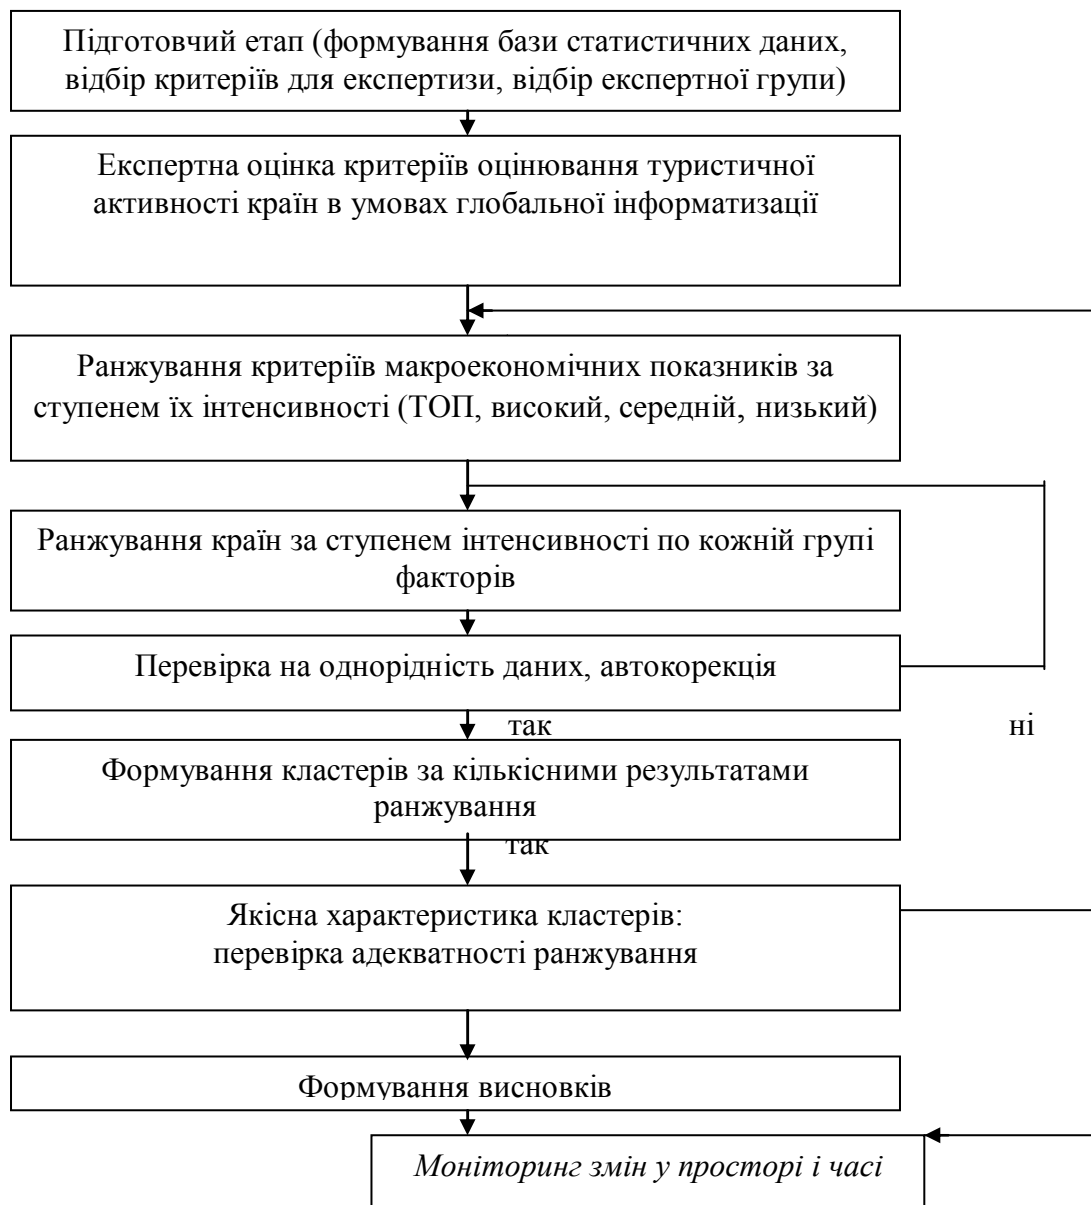 Підготовчий етап (формування бази статистичних даних,
відбір критеріїв для експертизи, відбір експертної групи)
Експертна оцінка критеріїв оцінювання туристичної
активності країн в умовах глобальної інформатизації
Ранжування критеріїв макроекономічних показників за
ступенем їх інтенсивності (ТОП, високий, середній, низький)
Ранжування країн за ступенем інтенсивності по кожній групі
факторів
Перевірка на однорідність даних, автокорекція
так
ні
Формування кластерів за кількісними результатами
ранжування
так
Якісна характеристика кластерів:
перевірка адекватності ранжування
Формування висновків
Моніторинг змін у просторі і часі